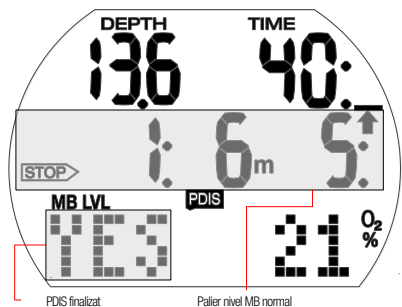 DEPTH TIME
13.6 40:
STOP 1: 6m 5:
MB LVL PDIS
YES 21 O2 %
PDIS finalizat Palier nivel MB normal